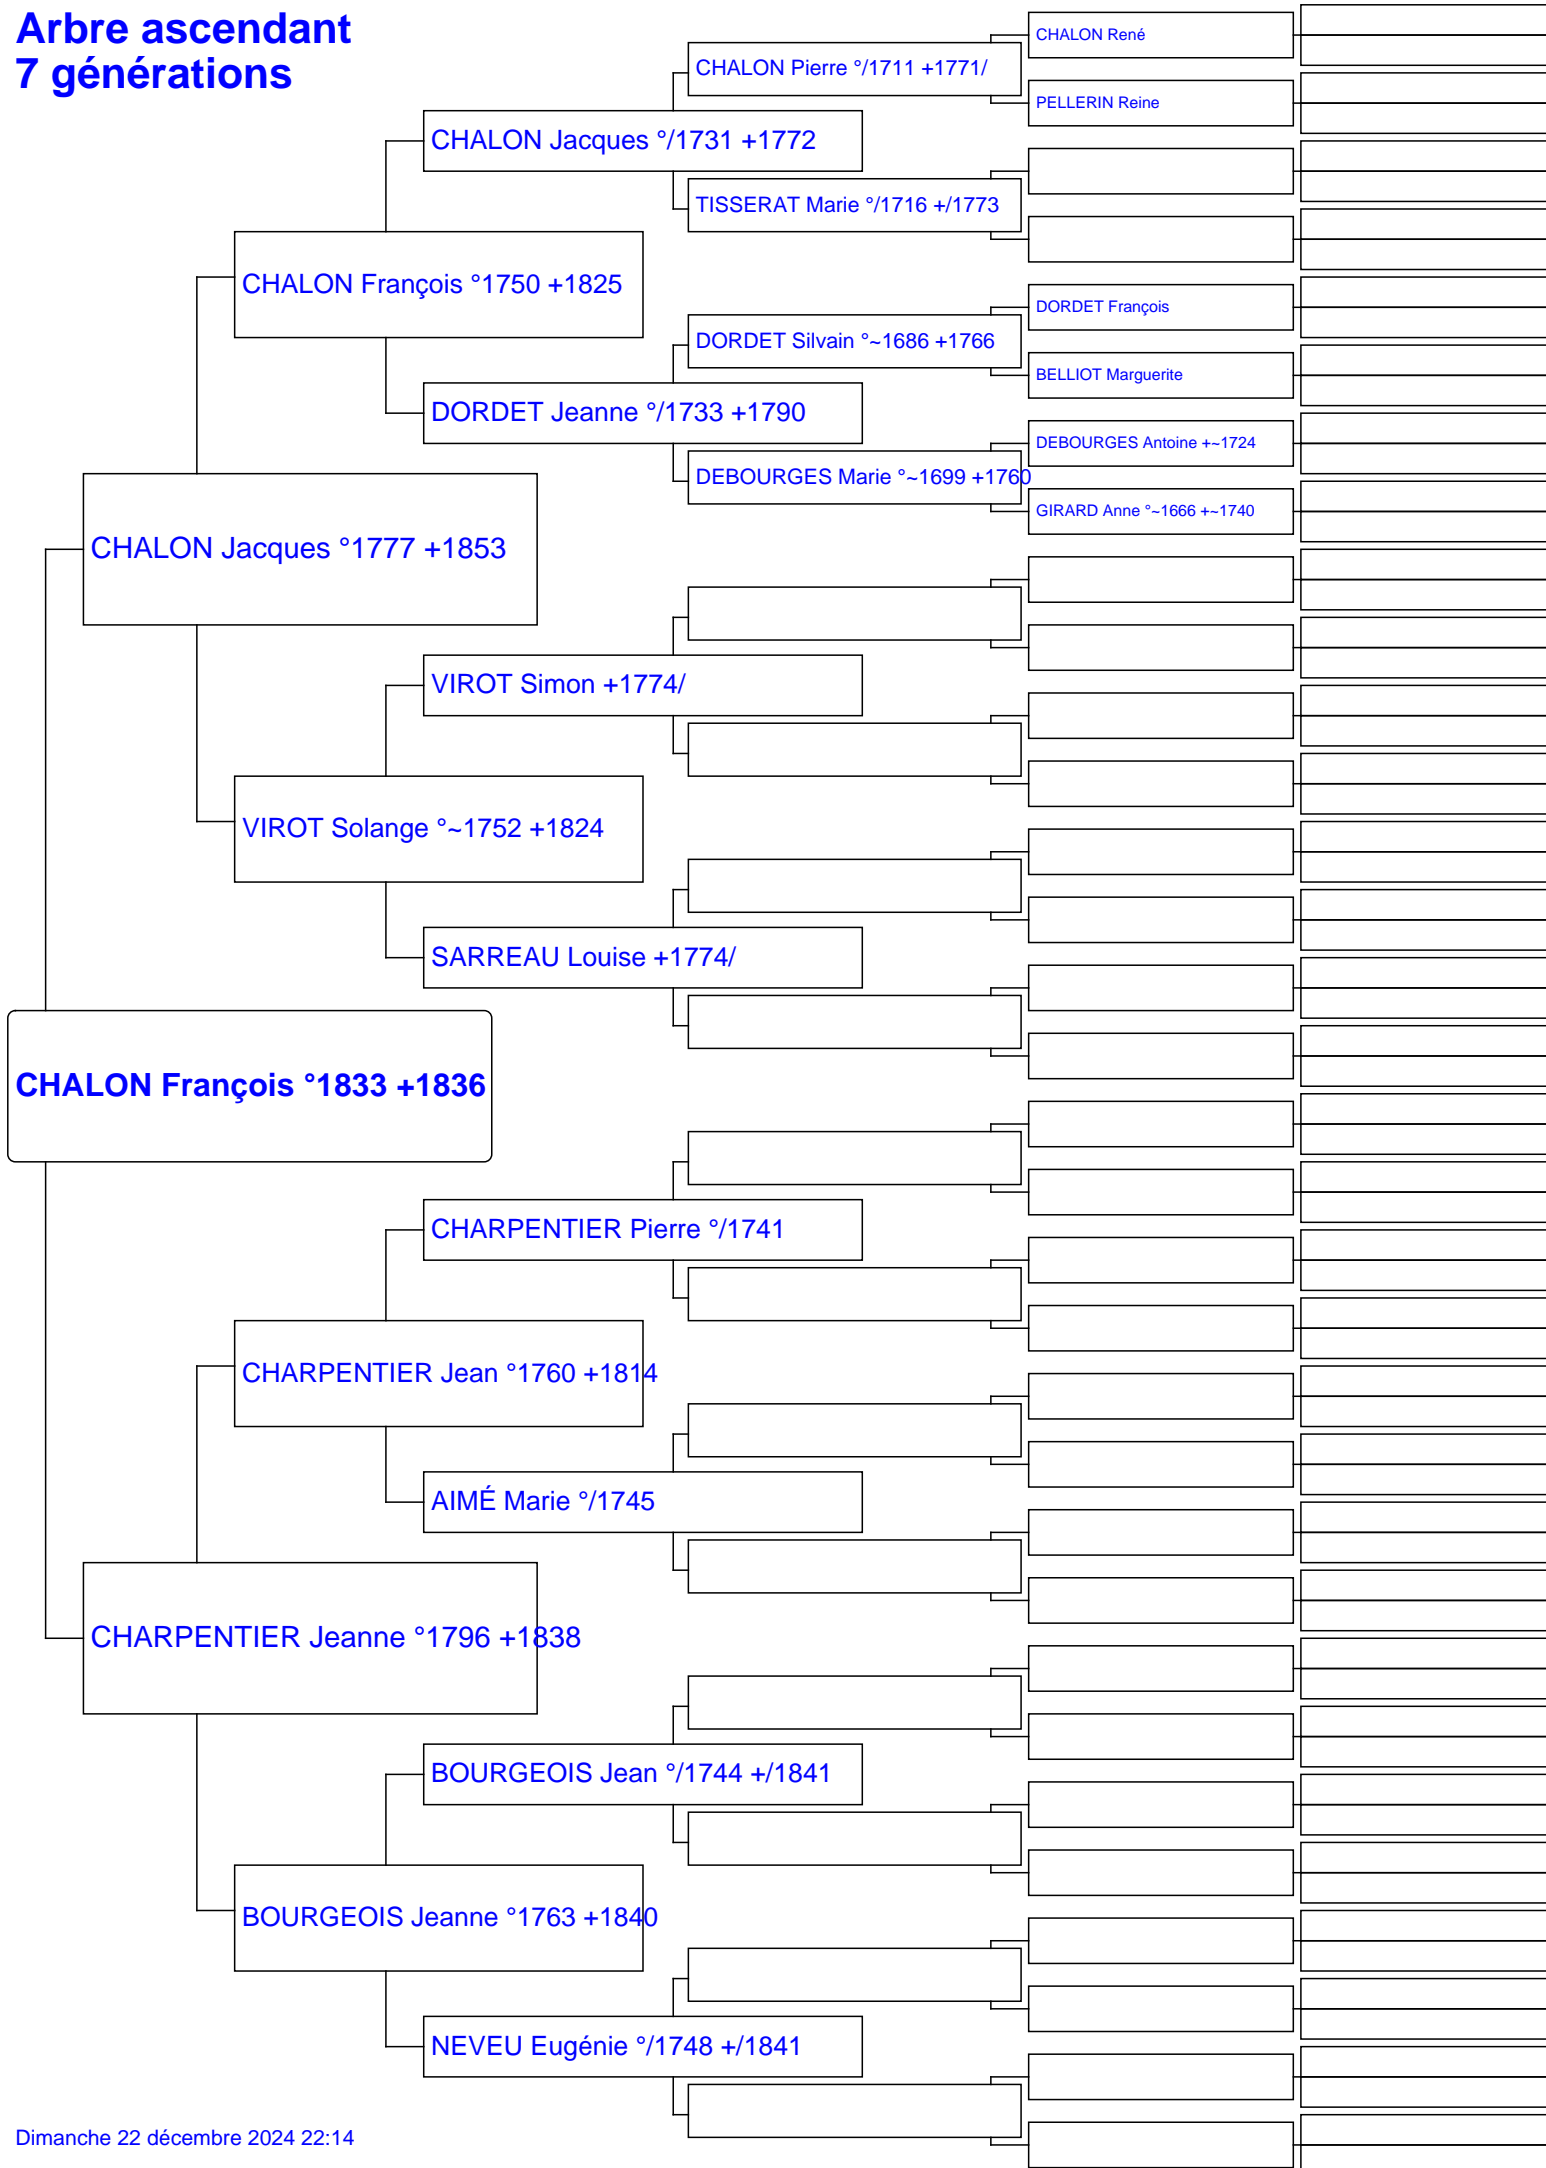 Arbre ascendant
7 générations
CHALON René
CHALON Pierre °/1711 +1771/
PELLERIN Reine
CHALON Jacques °/1731 +1772
TISSERAT Marie °/1716 +/1773
CHALON François °1750 +1825
DORDET François
DORDET Silvain °~1686 +1766
BELLIOT Marguerite
DORDET Jeanne °/1733 +1790
DEBOURGES Antoine +~1724
DEBOURGES Marie °~1699 +1760
GIRARD Anne °~1666 +~1740
CHALON Jacques °1777 +1853
VIROT Simon +1774/
VIROT Solange °~1752 +1824
SARREAU Louise +1774/
CHALON François °1833 +1836
CHARPENTIER Pierre °/1741
CHARPENTIER Jean °1760 +1814
AIMÉ Marie °/1745
CHARPENTIER Jeanne °1796 +1838
BOURGEOIS Jean °/1744 +/1841
BOURGEOIS Jeanne °1763 +1840
NEVEU Eugénie °/1748 +/1841
Dimanche 22 décembre 2024 22:14